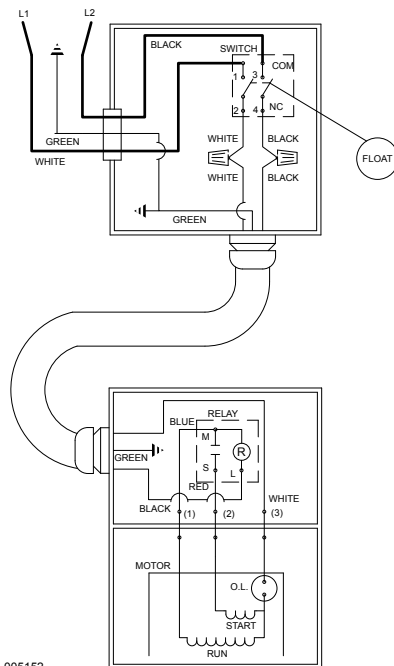 L1 L2
BLACK
SWITCH
COM
1 3
2 4 NC
GREEN
WHITE
WHITE BLACK
FLOAT
WHITE BLACK
GREEN
BLUE RELAY
M
R
GREEN
S L
RED
BLACK
WHITE
(1) (2) (3)
MOTOR
O.L.
START
RUN